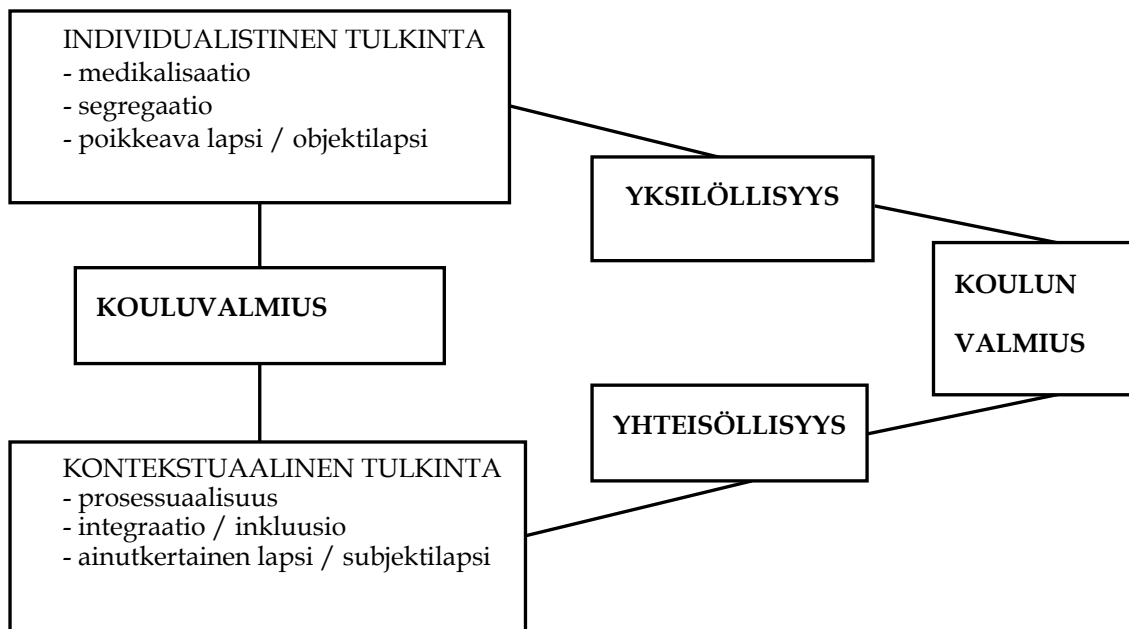 INDIVIDUALISTINEN TULKINTA
- medikalisaatio
- segregaatio
- poikkeava lapsi / objektilapsi
YKSILÖLLISYYS
KOULUVALMIUS
KOULUN
VALMIUS
YHTEISÖLLISYYS
KONTEKSTUAALINEN TULKINTA
- prosessuaalisuus
- integraatio / inkluusio
- ainutkertainen lapsi / subjektilapsi